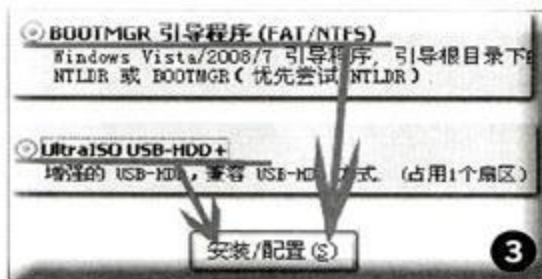 BOOTMGR 引导程序 (FAT/NTFS)
Windows Vista/2008/7 引导程序, 引导根目录下的
NTLDR 或 BOOTMGR( 优先尝试 NTLDR)
UltraISO USB-HDD+
增强的 USB-HDD, 兼容 USB-HDD 方式. (占用1个扇区)
安装/配置(S)
3